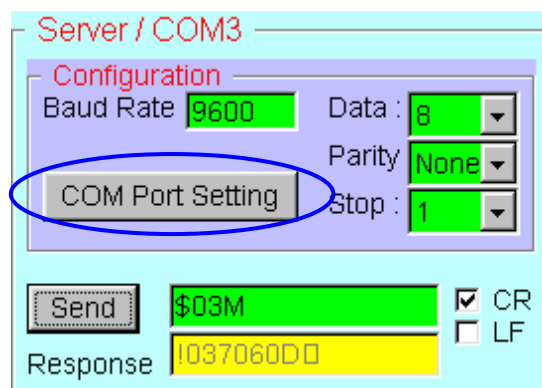 Server / COM3
Configuration
Baud Rate 9600 Data : 8
Parity None
COM Port Setting Stop : 1
Send $03M CR
LF
Response !037060D□